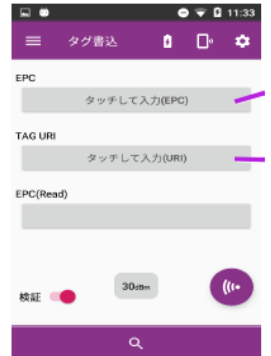 11:33
タグ書込
EPC
タッチして入力(EPC)
TAG URI
タッチして入力(URI)
EPC(Read)
検証
30dBm